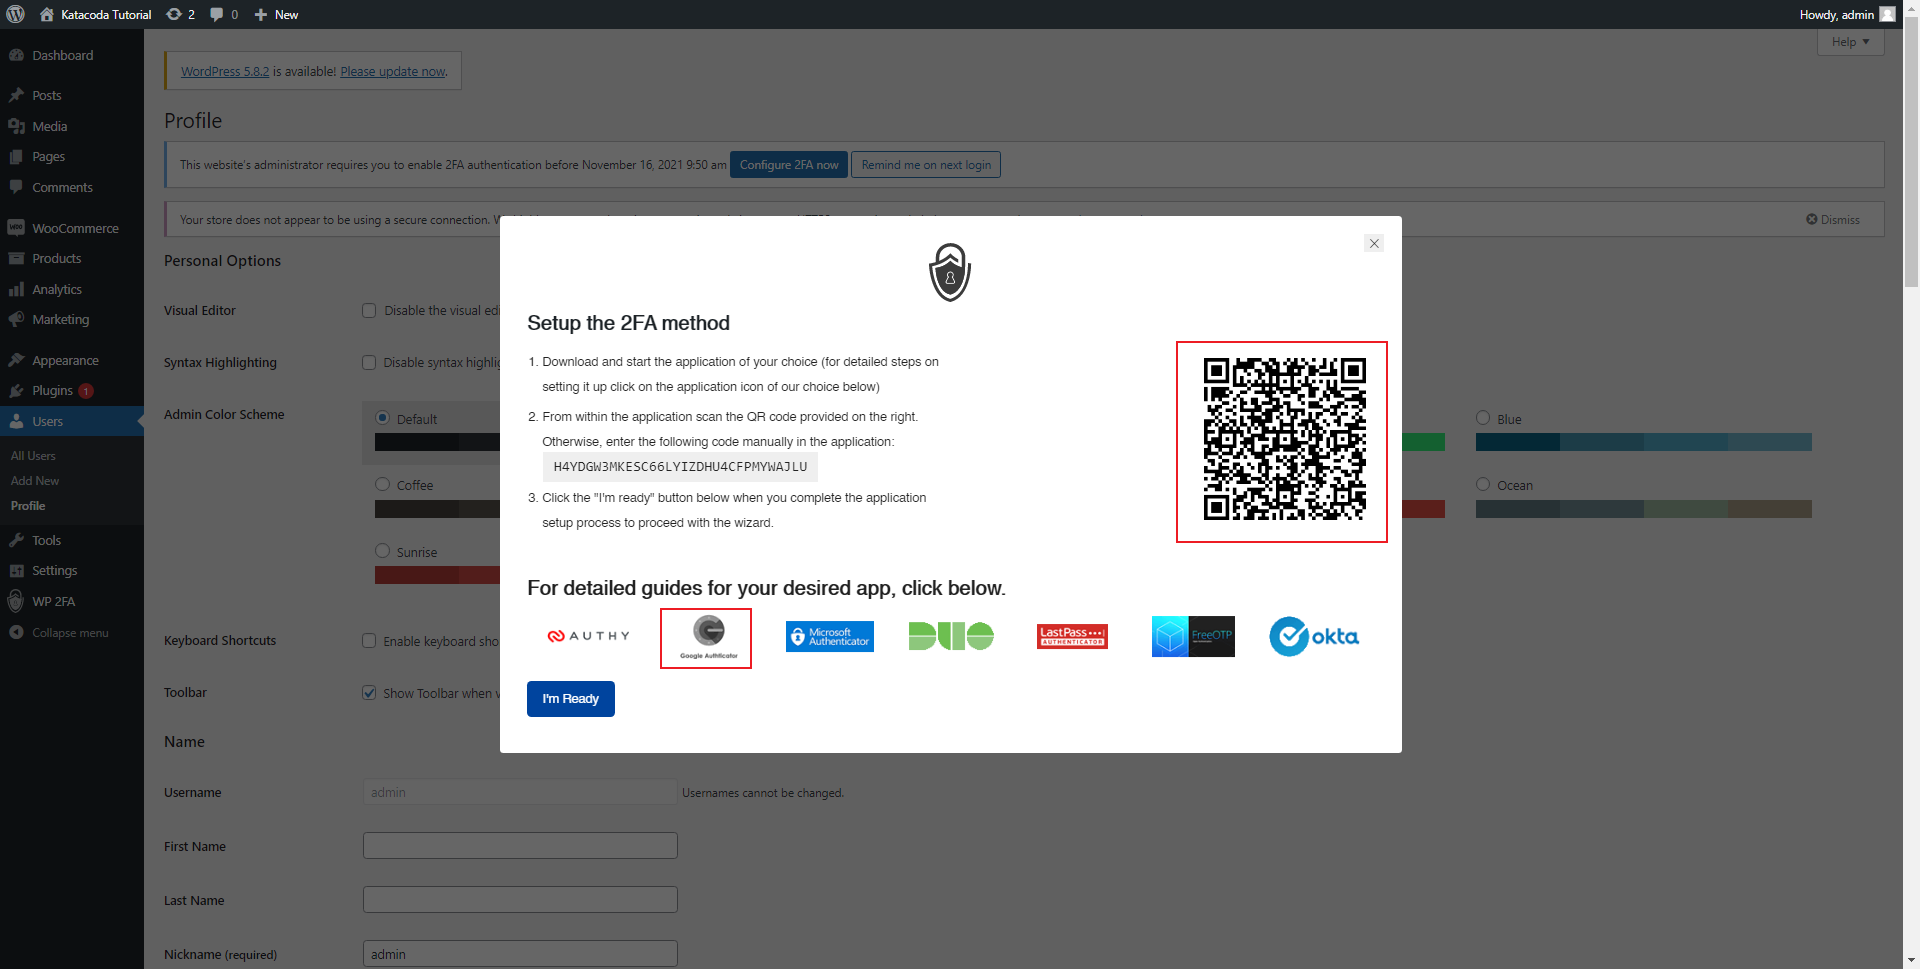 Katacoda Tutorial
2
0
New
Howdy, admin
Dashboard
Posts
Media
Pages
Comments
WooCommerce
Products
Analytics
Marketing
Appearance
Plugins 1
Users
All Users
Add New
Profile
Tools
Settings
WP 2FA
Collapse menu
Help
WordPress 5.8.2 is available! Please update now.
Profile
This website's administrator requires you to enable 2FA authentication before November 16, 2021 9:50 am
Configure 2FA now
Remind me on next login
Your store does not appear to be using a secure connection.
Dismiss
Personal Options
Visual Editor
Disable the visual edi
Syntax Highlighting
Disable syntax highlig
Admin Color Scheme
Default
Blue
Coffee
Ocean
Sunrise
Keyboard Shortcuts
Enable keyboard sho
Toolbar
Show Toolbar when v
Name
Username
admin
Usernames cannot be changed.
First Name
Last Name
Nickname (required)
admin
Setup the 2FA method
1. Download and start the application of your choice (for detailed steps on
setting it up click on the application icon of our choice below)
2. From within the application scan the QR code provided on the right.
Otherwise, enter the following code manually in the application:
H4YDGW3MKESC66LYIZDHU4CFPMYWAJLU
3. Click the "I'm ready" button below when you complete the application
setup process to proceed with the wizard.
For detailed guides for your desired app, click below.
AUTHY
Google Authticator
Microsoft
Authenticator
DUO
LastPass
AUTHENTICATOR
FreeOTP
okta
I'm Ready